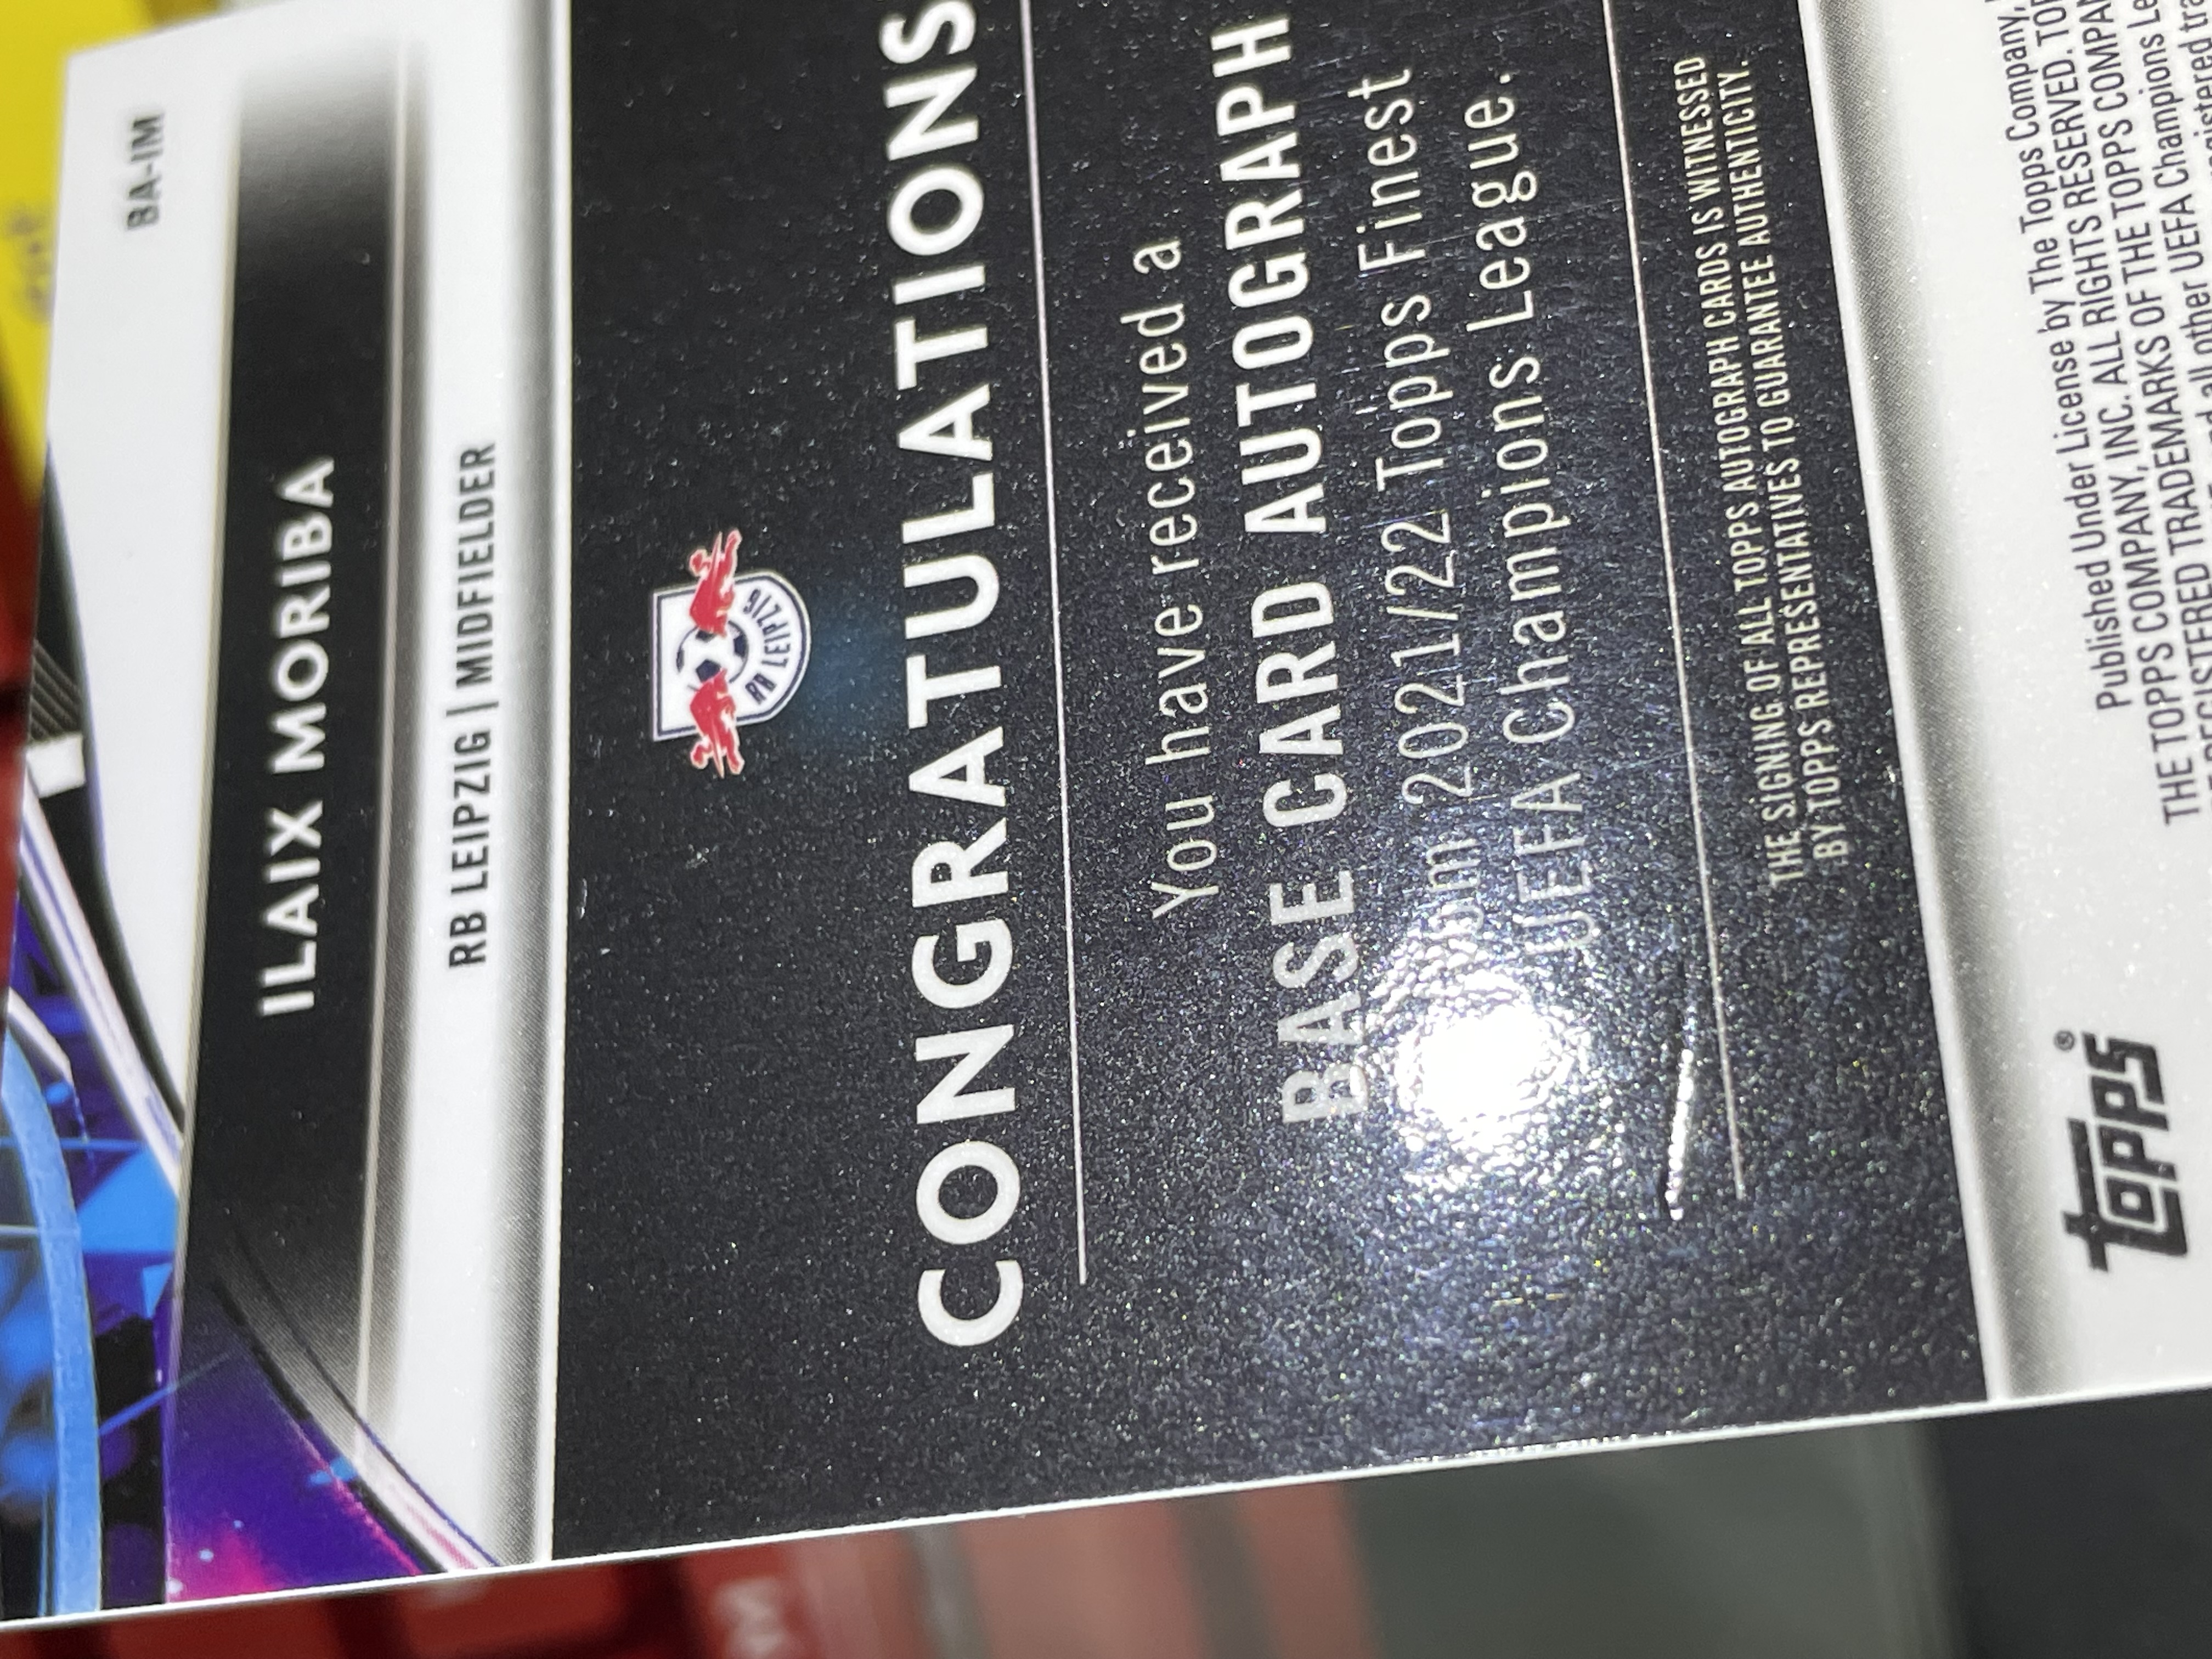 BA-IM
ILAIX MORIBA
RB LEIPZIG | MIDFIELDER
RB LEIPZIG
CONGRATULATIONS
You have received a
BASE CARD AUTOGRAPH
from 2021/22 Topps Finest
UEFA Champions League.
THE SIGNING OF ALL TOPPS AUTOGRAPH CARDS IS WITNESSED
BY TOPPS REPRESENTATIVES TO GUARANTEE AUTHENTICITY.
topps®
Published Under License by The Topps Company,
THE TOPPS COMPANY, INC. ALL RIGHTS RESERVED.
REGISTERED TRADEMARKS OF THE TOPPS
all other UEFA Champions